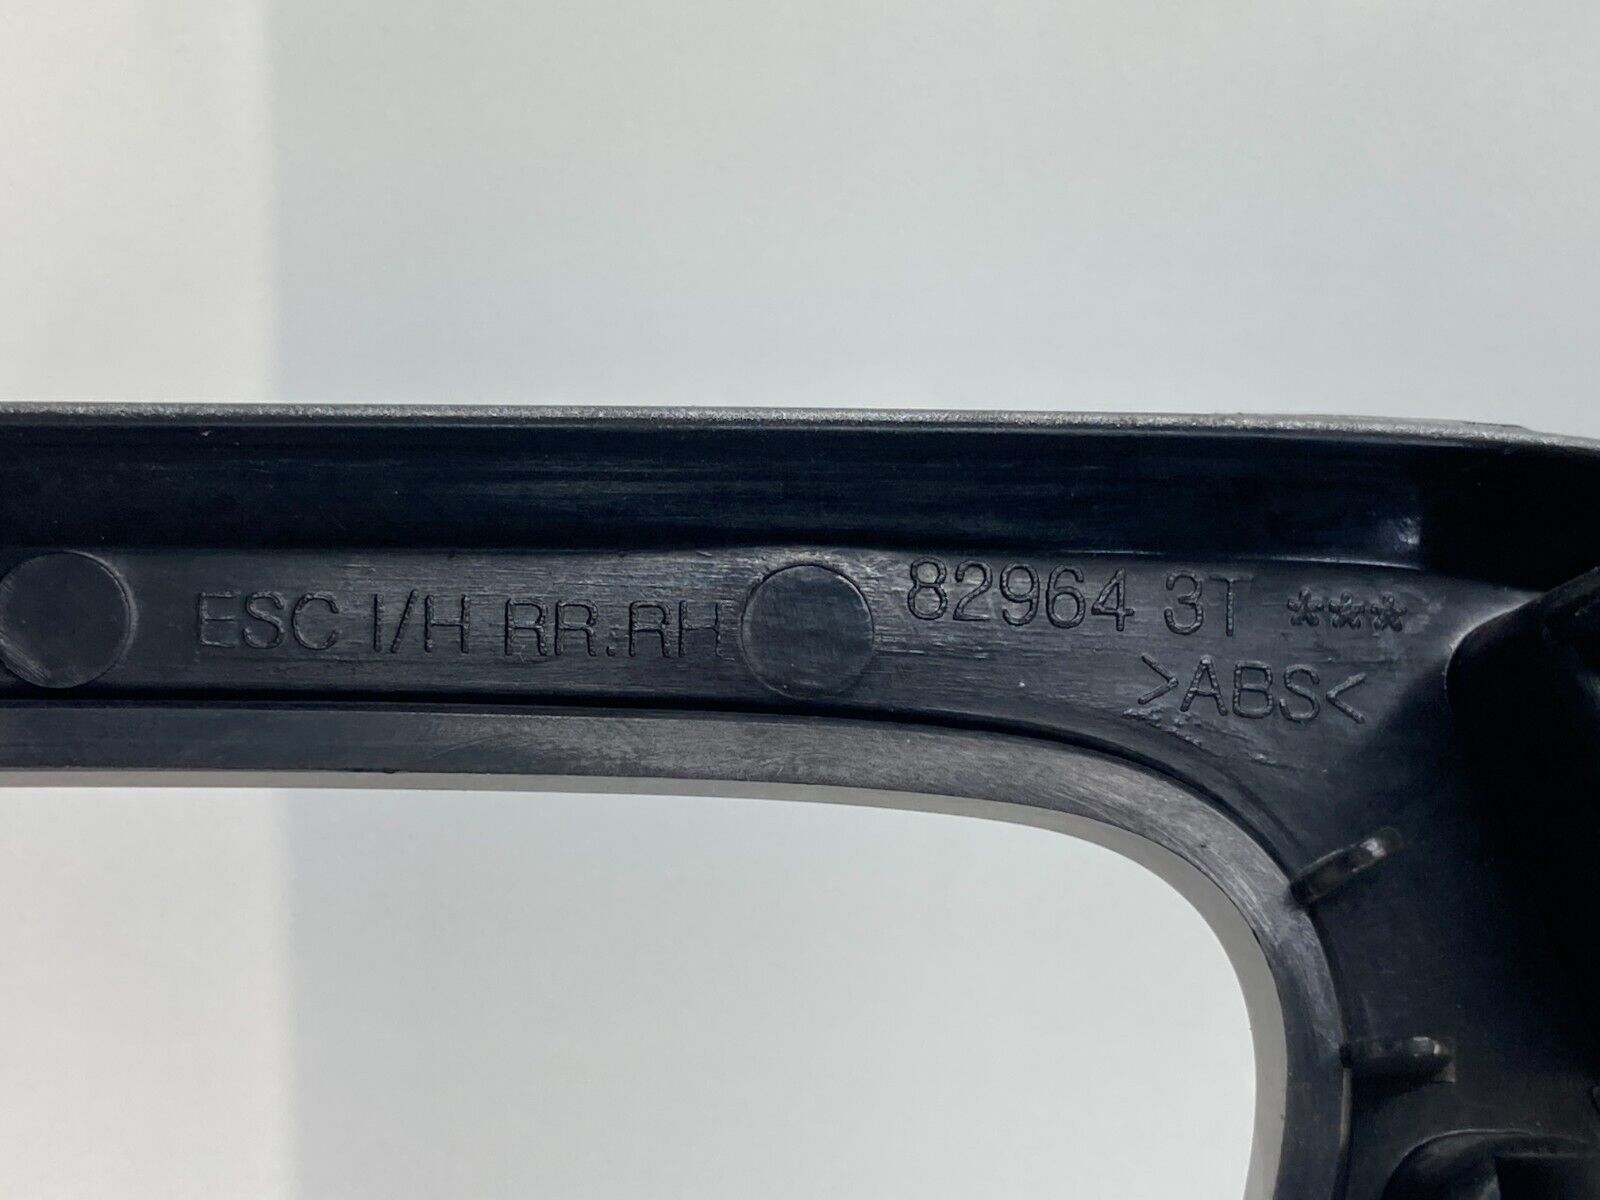 ESC I/H RR.RH
82964 3T ***
>ABS<